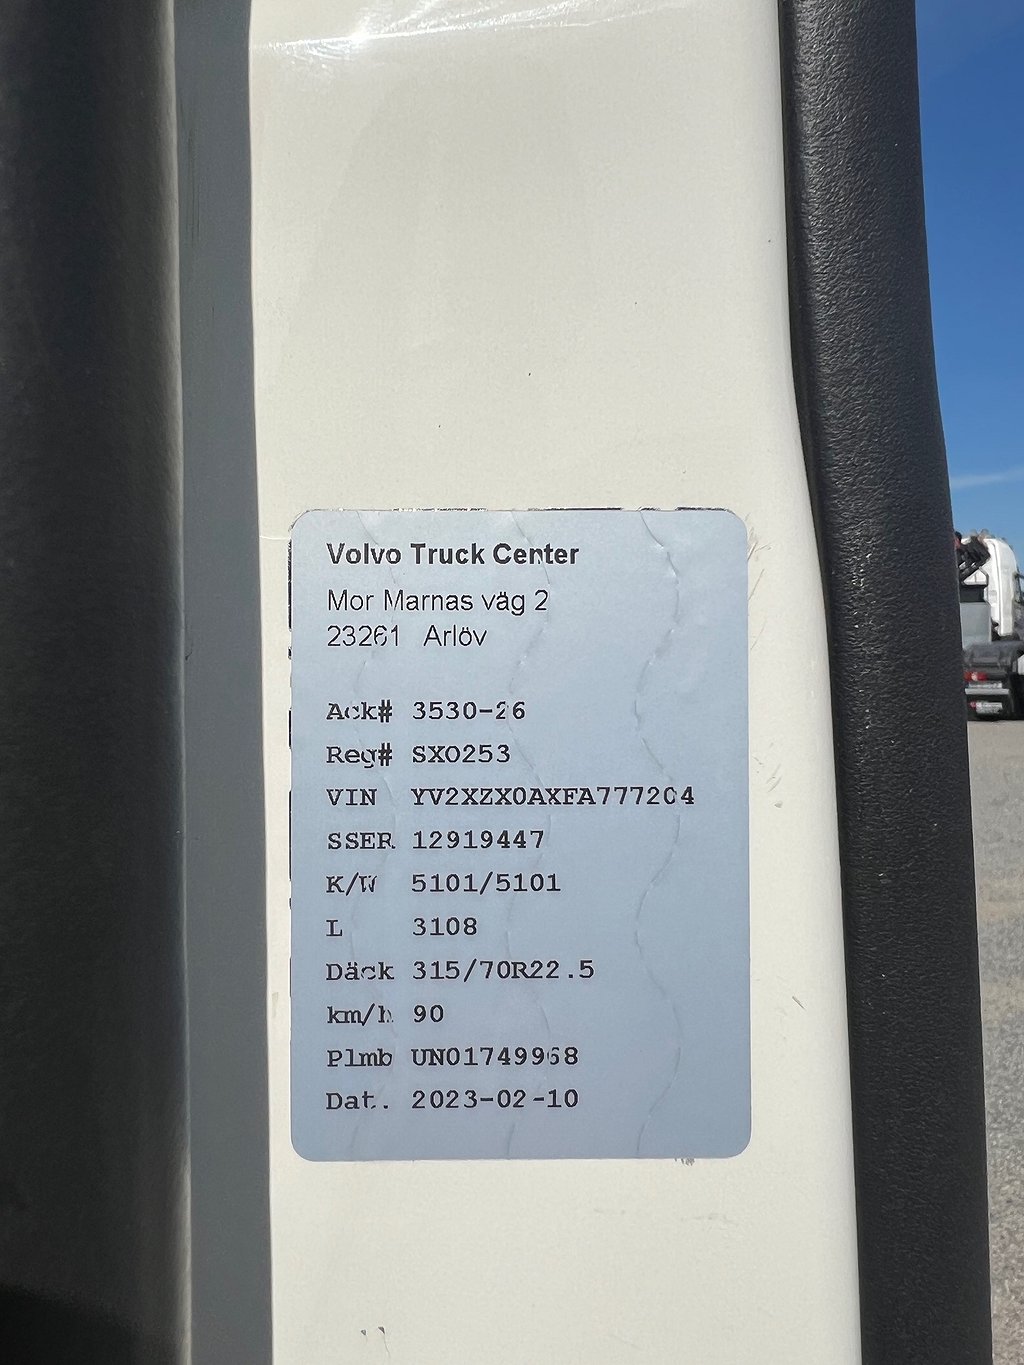 Volvo Truck Center
Mor Marnas väg 2
23261 Arlöv
Ack# 3530-26
Reg# SXO253
VIN YV2XZX0AXFA777204
SSER 12919447
K/W 5101/5101
L 3108
Däck 315/70R22.5
km/h 90
Plmb UN01749968
Dat. 2023-02-10